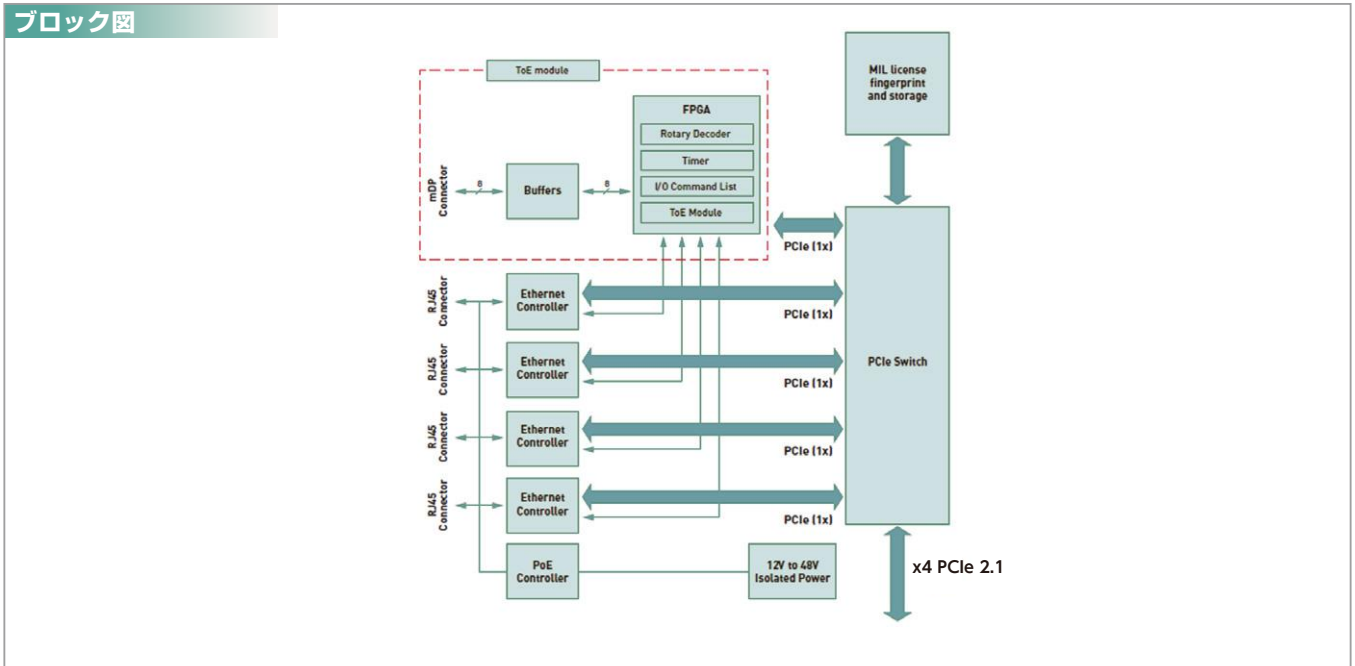 ブロック図
ToE module
MIL license
fingerprint
and storage
FPGA
Rotary Decoder
Timer
I/O Command List
ToE Module
mDP
Connector
8
Buffers
8
PCIe (1x)
RJ45
Connector
Ethernet
Controller
PCIe (1x)
RJ45
Connector
Ethernet
Controller
PCIe (1x)
PCIe Switch
RJ45
Connector
Ethernet
Controller
PCIe (1x)
RJ45
Connector
Ethernet
Controller
PCIe (1x)
PoE
Controller
12V to 48V
Isolated Power
x4 PCIe 2.1